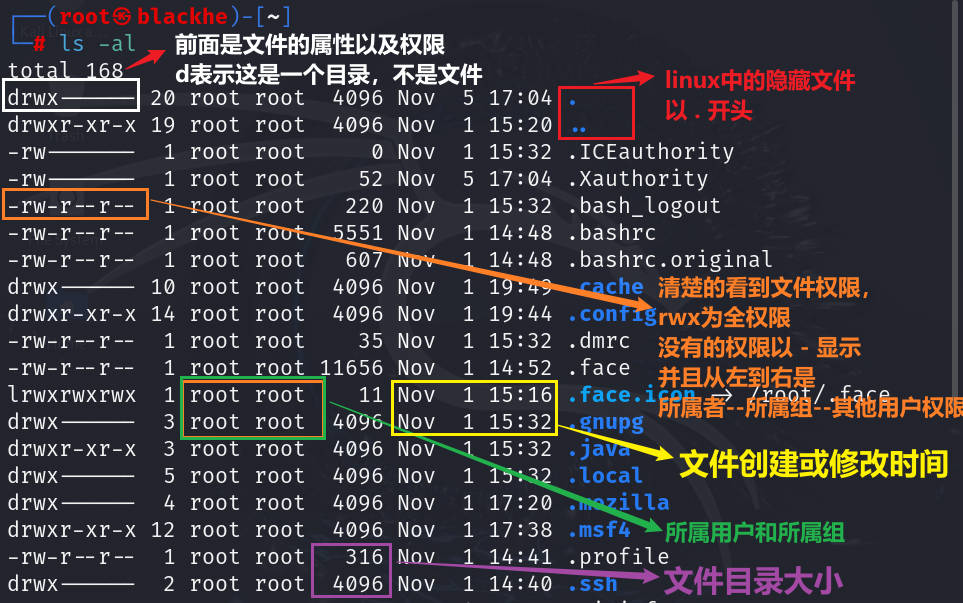 ┌──(root㉿blackhe)-[~]
└─# ls -al
前面是文件的属性以及权限
total 168
d表示这是一个目录，不是文件
drwx------ 20 root root 4096 Nov 5 17:04 .
linux中的隐藏文件
以 . 开头
drwxr-xr-x 19 root root 4096 Nov 1 15:20 ..
-rw------- 1 root root 0 Nov 1 15:32 .ICEauthority
-rw------- 1 root root 52 Nov 5 17:04 .Xauthority
-rw-r--r-- 1 root root 220 Nov 1 15:32 .bash_logout
-rw-r--r-- 1 root root 5551 Nov 1 14:48 .bashrc
-rw-r--r-- 1 root root 607 Nov 1 14:48 .bashrc.original
drwx------ 10 root root 4096 Nov 1 19:49 .cache
清楚的看到文件权限，
drwxr-xr-x 14 root root 4096 Nov 1 19:44 .config
rwx为全权限
-rw-r--r-- 1 root root 35 Nov 1 15:32 .dmrc
没有的权限以 - 显示
-rw-r--r-- 1 root root 11656 Nov 1 14:52 .face
并且从左到右是
lrwxrwxrwx 1 root root 11 Nov 1 15:16 .face.icon -> /root/.face
所属者--所属组--其他用户权限
drwx------ 3 root root 4096 Nov 1 15:32 .gnupg
drwxr-xr-x 3 root root 4096 Nov 1 15:32 .java
文件创建或修改时间
drwx------ 5 root root 4096 Nov 1 15:32 .local
drwx------ 4 root root 4096 Nov 1 17:20 .mozilla
drwxr-xr-x 12 root root 4096 Nov 1 17:38 .msf4
所属用户和所属组
-rw-r--r-- 1 root root 316 Nov 1 14:41 .profile
drwx------ 2 root root 4096 Nov 1 14:40 .ssh
文件目录大小